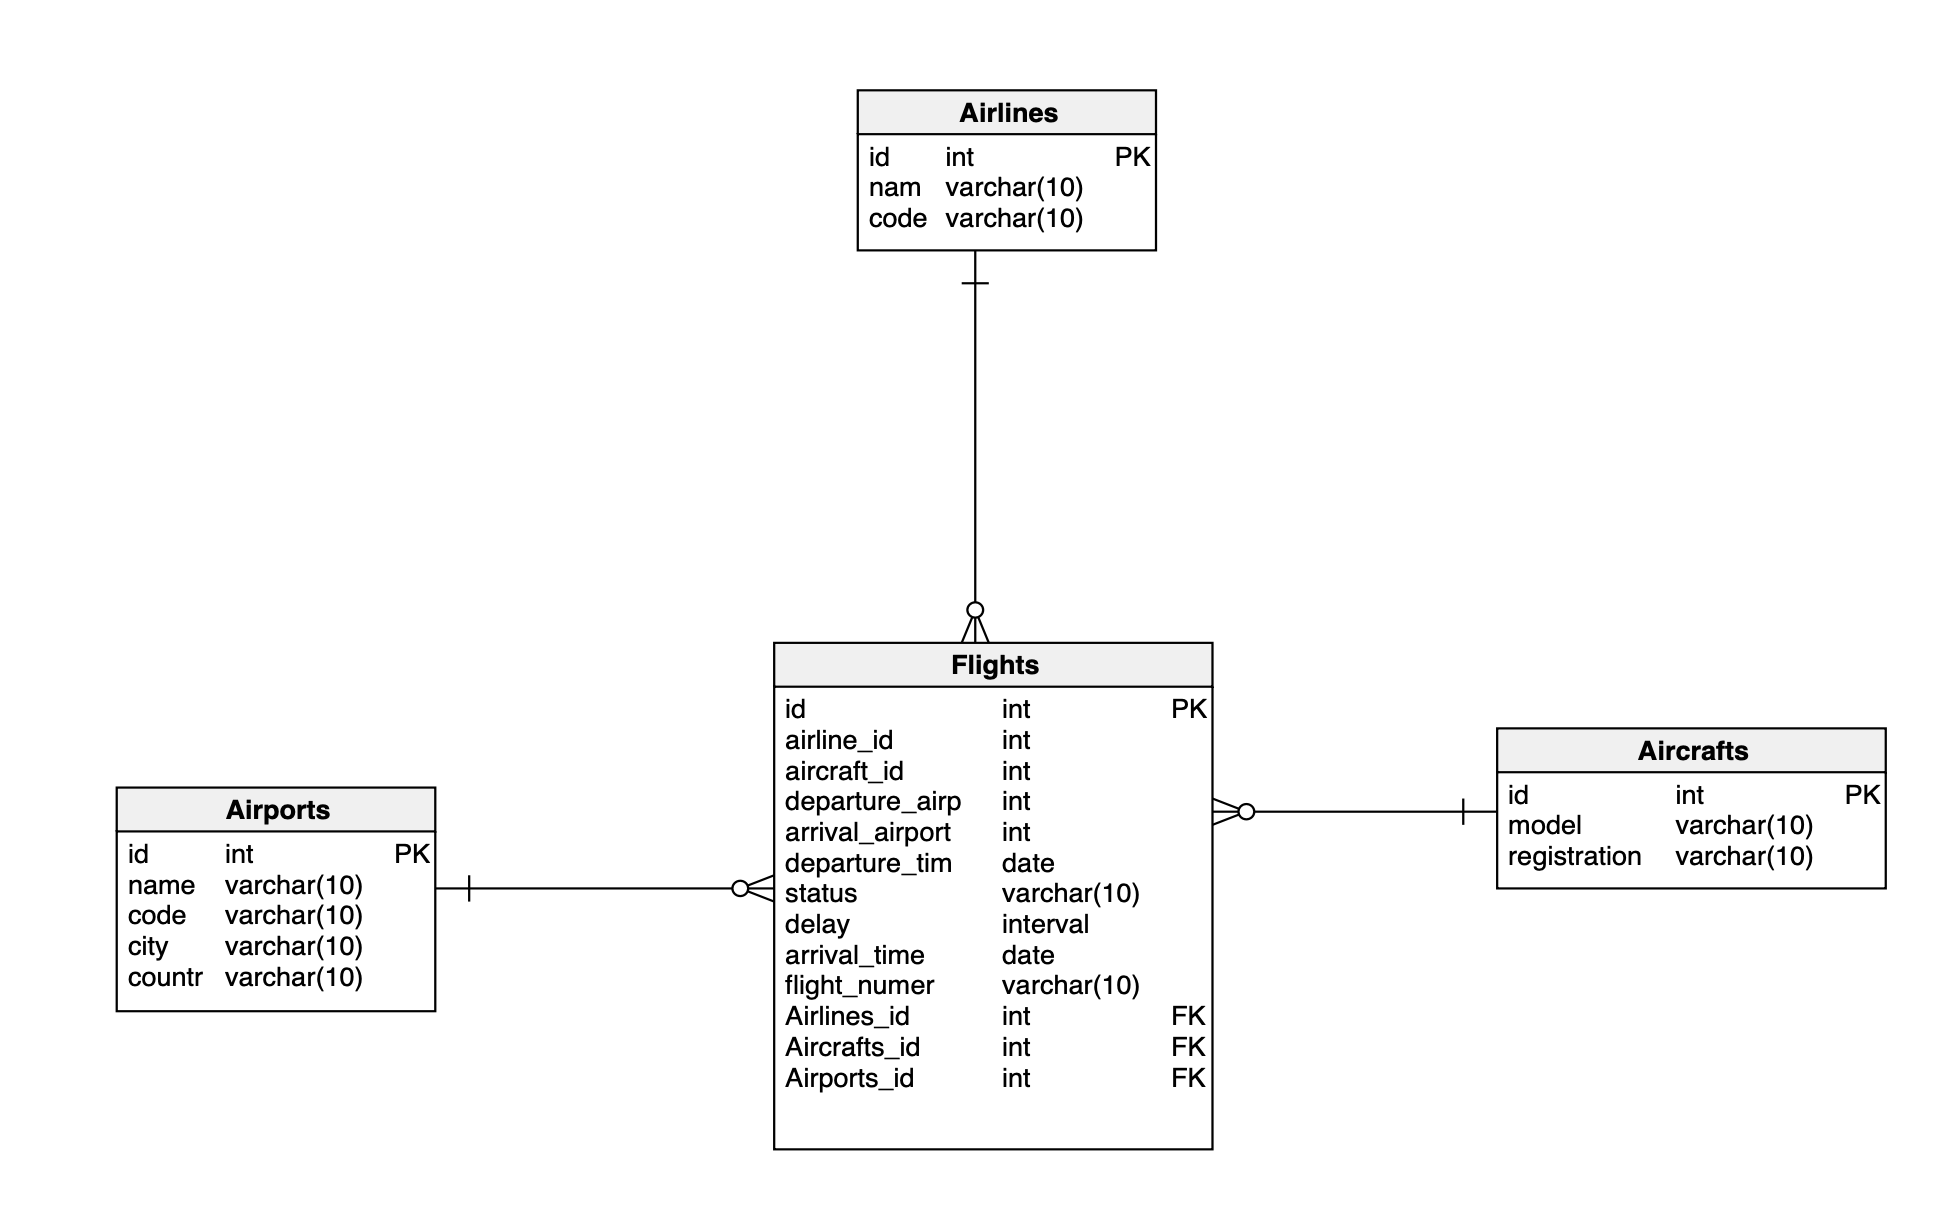 Airlines
id int PK
nam varchar(10)
code varchar(10)
Flights
id int PK
airline_id int
aircraft_id int
departure_airp int
arrival_airport int
departure_tim date
status varchar(10)
delay interval
arrival_time date
flight_numer varchar(10)
Airlines_id int FK
Aircrafts_id int FK
Airports_id int FK
Aircrafts
id int PK
model varchar(10)
registration varchar(10)
Airports
id int PK
name varchar(10)
code varchar(10)
city varchar(10)
countr varchar(10)